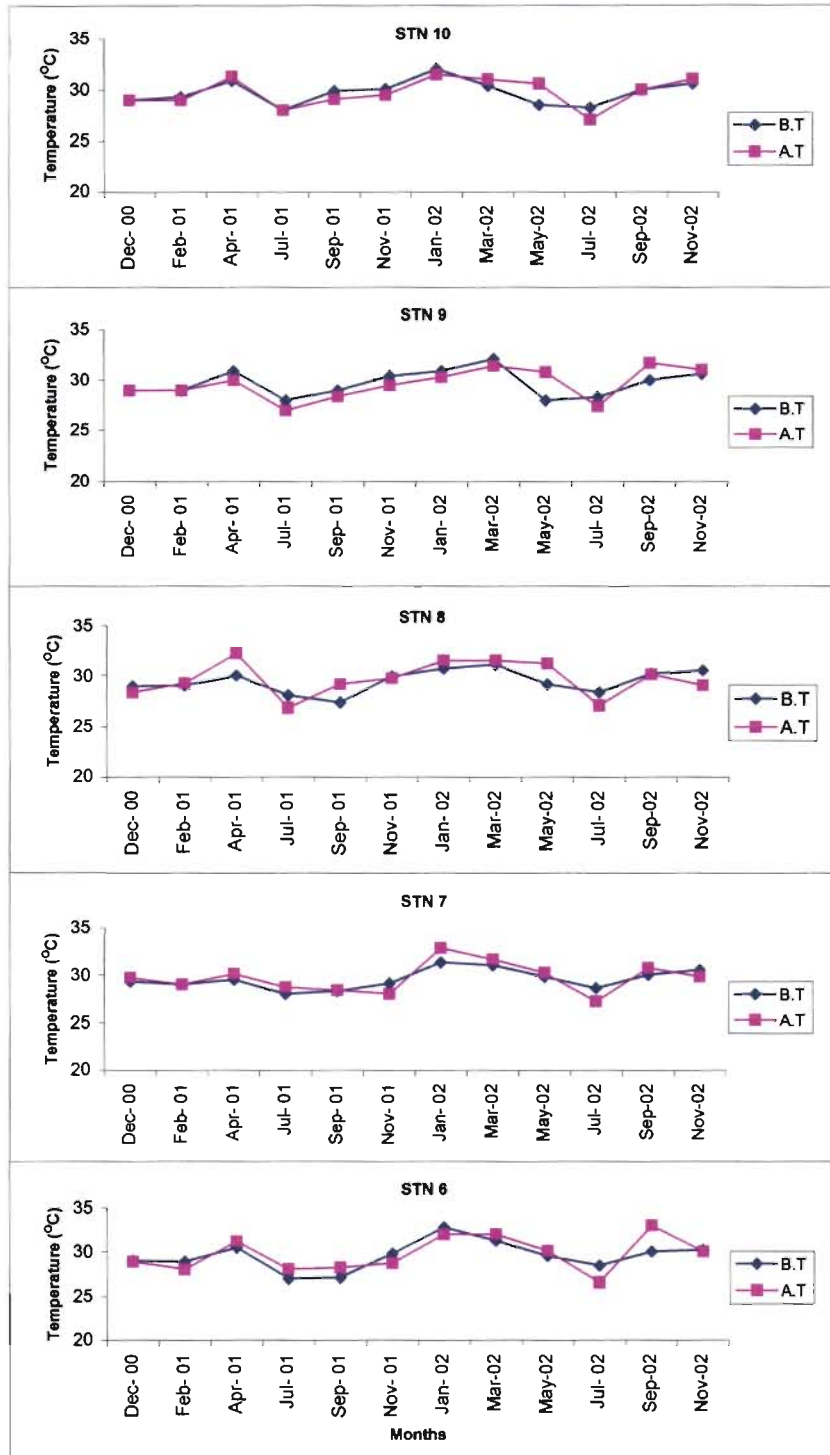 STN 10
Temperature (°C)
35
30
25
20
B.T
A.T
Dec- 00
Feb- 01
Apr- 01
Jul- 01
Sep- 01
Nov- 01
Jan- 02
Mar-02
May-02
Jul- 02
Sep-02
Nov-02
STN 9
Temperature (°C)
35
30
25
20
B.T
A.T
Dec- 00
Feb- 01
Apr- 01
Jul- 01
Sep- 01
Nov- 01
Jan- 02
Mar-02
May-02
Jul- 02
Sep-02
Nov-02
STN 8
Temperature (°C)
35
30
25
20
B.T
A.T
Dec- 00
Feb- 01
Apr- 01
Jul- 01
Sep- 01
Nov- 01
Jan- 02
Mar-02
May-02
Jul- 02
Sep-02
Nov-02
STN 7
Temperature (°C)
35
30
25
20
B.T
A.T
Dec- 00
Feb- 01
Apr- 01
Jul- 01
Sep- 01
Nov- 01
Jan- 02
Mar-02
May-02
Jul- 02
Sep-02
Nov-02
STN 6
Temperature (°C)
35
30
25
20
B.T
A.T
Dec- 00
Feb- 01
Apr- 01
Jul- 01
Sep- 01
Nov- 01
Jan- 02
Mar-02
May-02
Jul- 02
Sep-02
Nov-02
Months